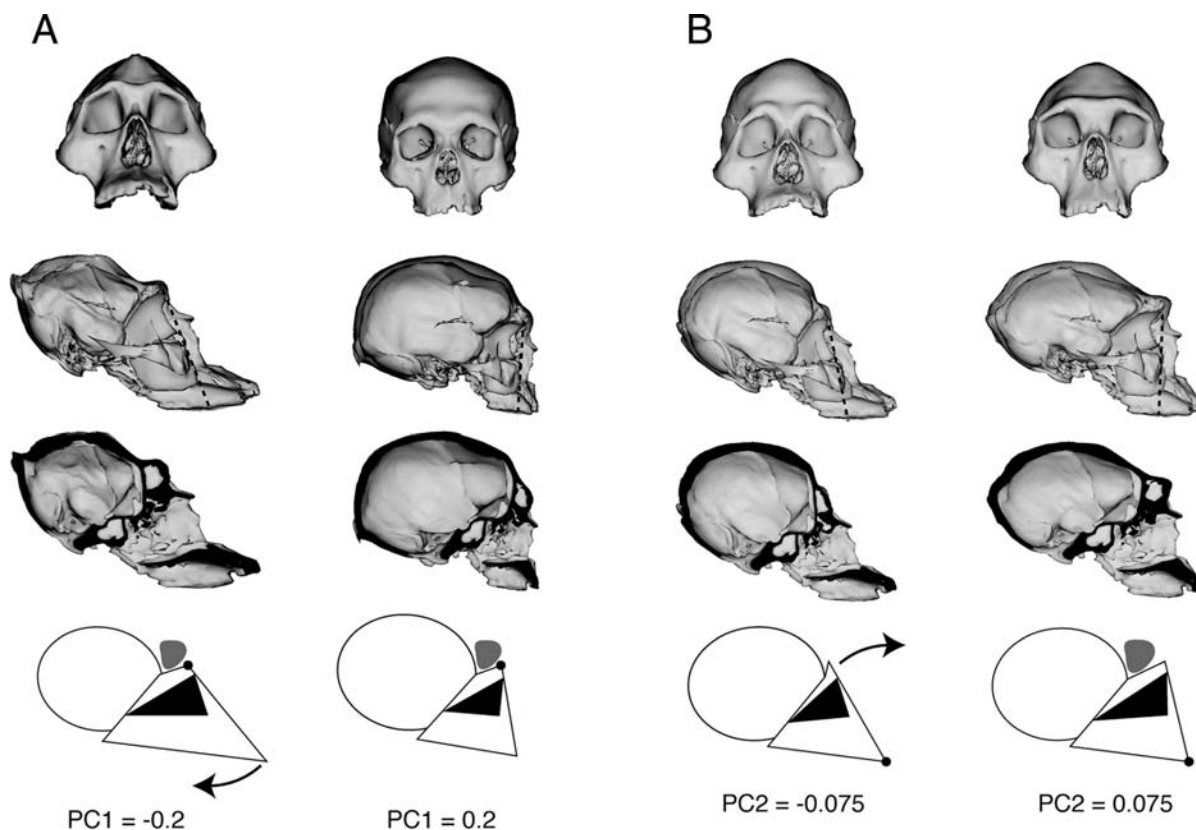 A
B
PC1 = -0.2
PC1 = 0.2
PC2 = -0.075
PC2 = 0.075